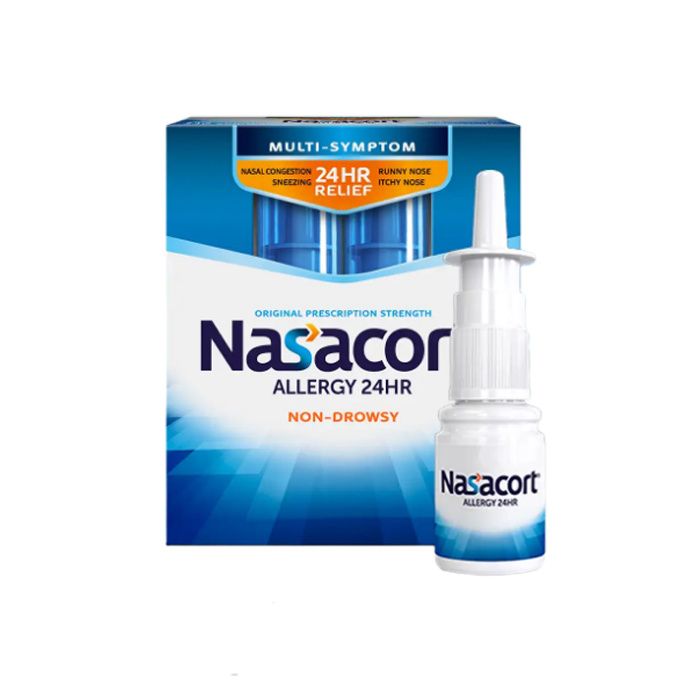 Nasacort
MULTI-SYMPTOM
NASAL CONGESTION
SNEEZING
24HR
RELIEF
RUNNY NOSE
ITCHY NOSE
ORIGINAL PRESCRIPTION STRENGTH
Nasacor
ALLERGY 24HR
NON-DROWSY
Nasacort
ALLERGY 24HR